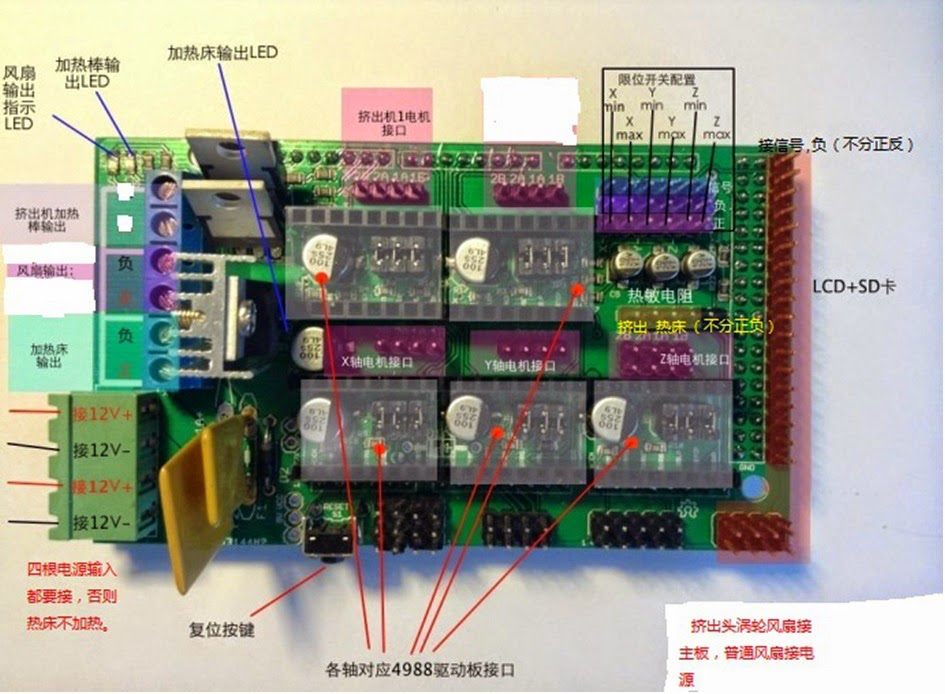 加热床输出LED
加热棒输
出LED
风扇
输出
指示
LED
挤出机1电机
接口
限位开关配置
X
min
Y
min
Z
min
X
max
Y
max
Z
max
接信号,负（不分正反）
2B 2A 1A 1B
信号
负
正
挤出机加热
棒输出
风扇输出:
负
加热床
输出
负
热敏电阻
挤出 热床（不分正负）
LCD+SD卡
X轴电机接口
Y轴电机接口
Z轴电机接口
接12V+
接12V-
接12V+
接12V-
GND
RESET
S1
四根电源输入
都要接，否则
热床不加热。
复位按键
各轴对应4988驱动板接口
挤出头涡轮风扇接
主板，普通风扇接电
源